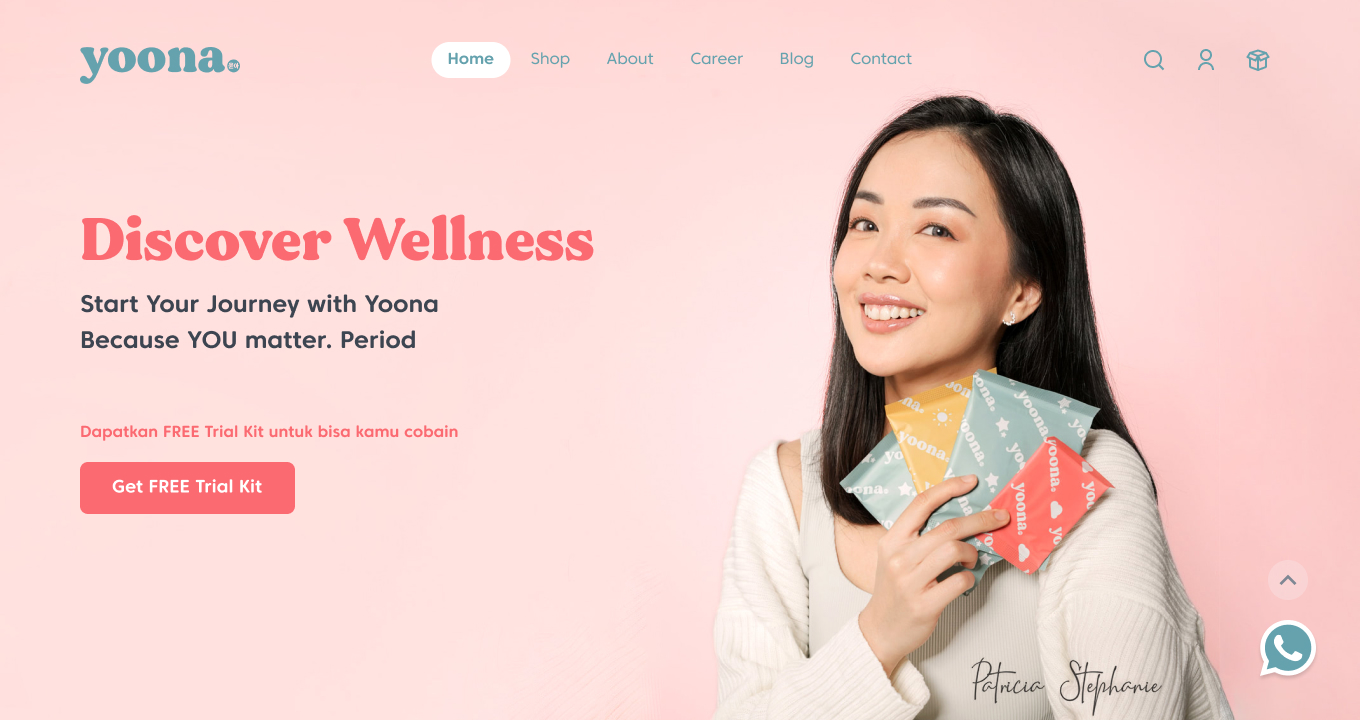 yoona.
Home
Shop
About
Career
Blog
Contact
Discover Wellness
Start Your Journey with Yoona
Because YOU matter. Period
Dapatkan FREE Trial Kit untuk bisa kamu cobain
Get FREE Trial Kit
yoona.
yoona.
yoona.
yoona.
yoona.
Patricia Stephanie